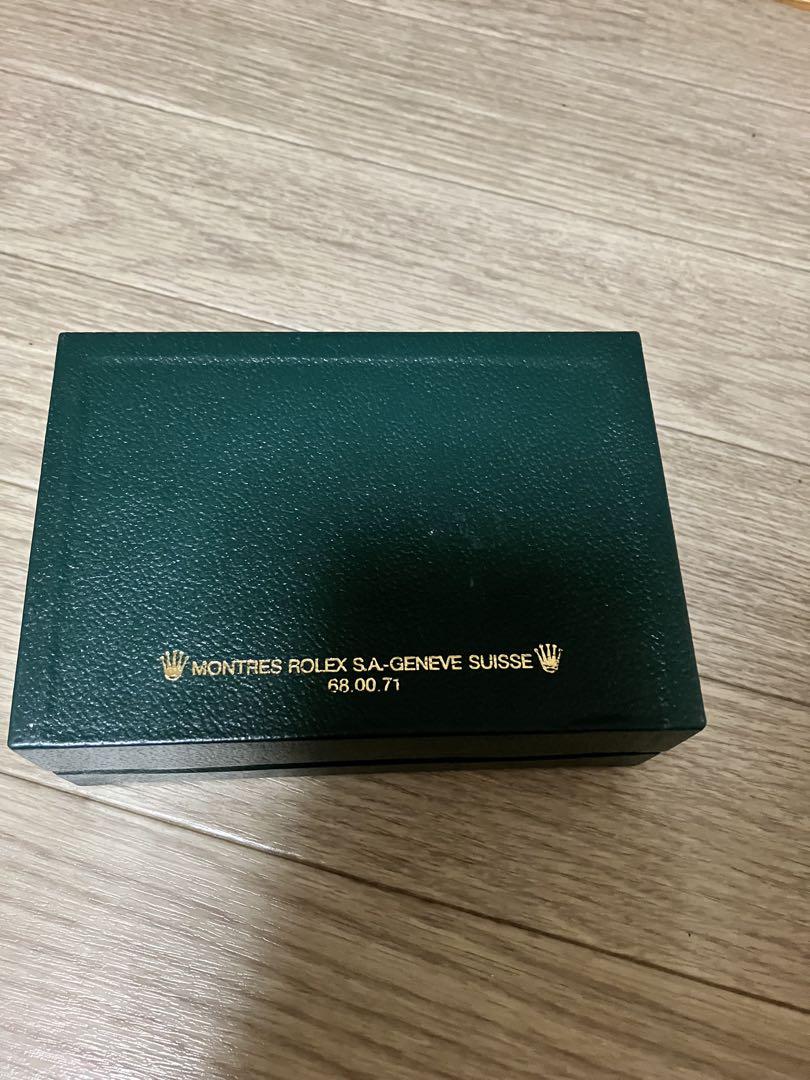 MONTRES ROLEX S.A.-GENEVE SUISSE
68.00.71